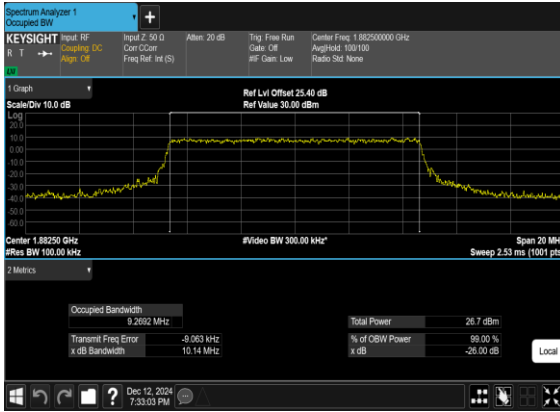 Spectrum Analyzer 1
Occupied BW
+
KEYSIGHT
R T
Input: RF
Coupling: DC
Align: Off
Input Z: 50 Ω
Corr CCorr
Freq Ref: Int (S)
Atten: 20 dB
Trig: Free Run
Gate: Off
#IF Gain: Low
Center Freq: 1.882500000 GHz
Avg|Hold: 100/100
Radio Std: None
1 Graph
Scale/Div 10.0 dB
Ref Lvl Offset 25.40 dB
Ref Value 30.00 dBm
Log
20.0
10.0
0.00
-10.0
-20.0
-30.0
-40.0
-50.0
-60.0
Center 1.88250 GHz
#Res BW 100.00 kHz
#Video BW 300.00 kHz*
Span 20 MH
Sweep 2.53 ms (1001 pts
2 Metrics
Occupied Bandwidth
9.2692 MHz
Total Power 26.7 dBm
Transmit Freq Error -9.063 kHz
% of OBW Power 99.00 %
x dB Bandwidth 10.14 MHz
x dB -26.00 dB
Local
?
Dec 12, 2024
7:33:03 PM